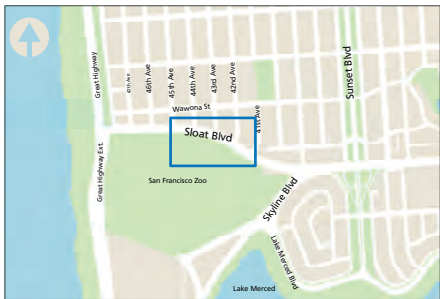 Great Highway
47th Ave
46th Ave
45th Ave
44th Ave
43rd Ave
42nd Ave
41st Ave
Sunset Blvd
Wawona St
Sloat Blvd
Great Highway Ext.
San Francisco Zoo
Skyline Blvd
Lake Merced Blvd
Lake Merced